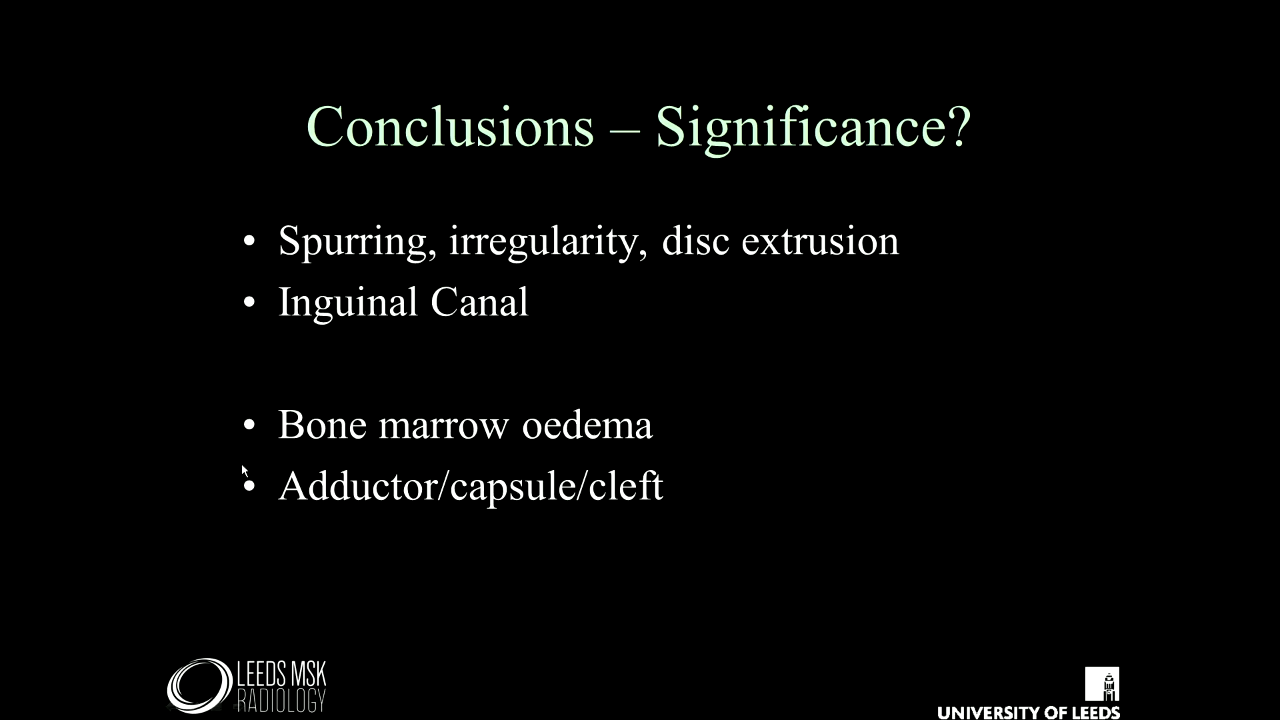 Conclusions – Significance?
• Spurring, irregularity, disc extrusion
• Inguinal Canal
• Bone marrow oedema
• Adductor/capsule/cleft
LEEDS MSK
RADIOLOGY
UNIVERSITY OF LEEDS